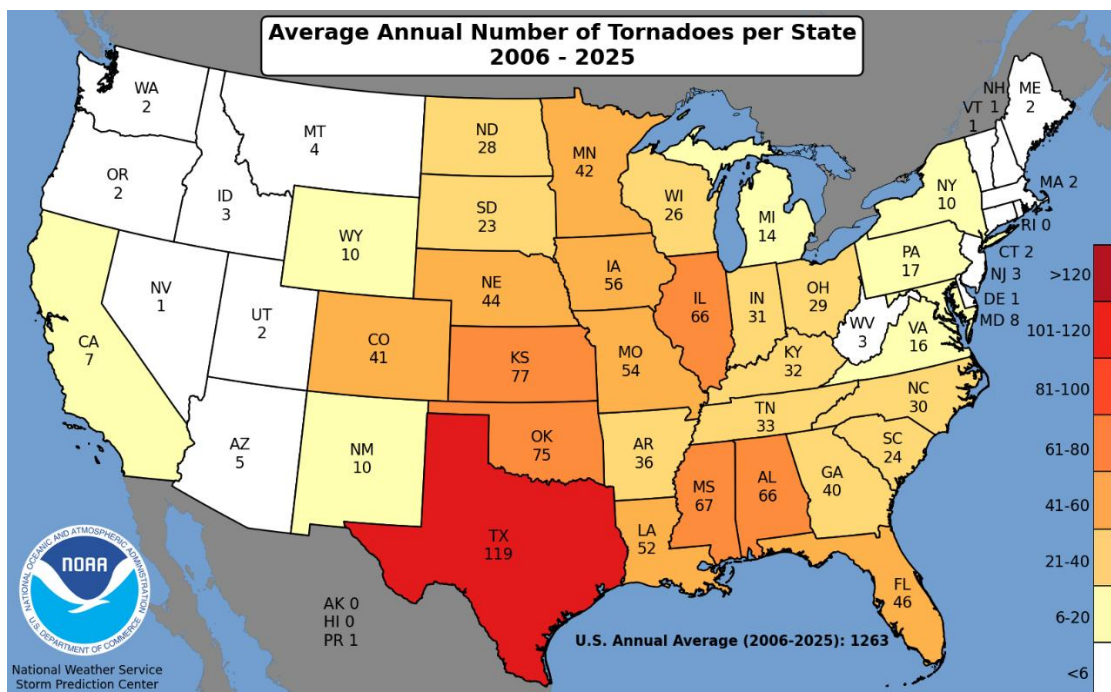 Average Annual Number of Tornadoes per State
2006 - 2025
WA
2
MT
4
ND
28
MN
42
VT
1
NH
1
ME
2
OR
2
ID
3
WY
10
SD
23
WI
26
MI
14
NY
10
MA 2
RI 0
CT 2
NJ 3
DE 1
MD 8
CA
7
NV
1
UT
2
CO
41
NE
44
IA
56
IL
66
IN
31
OH
29
PA
17
WV
3
VA
16
KS
77
MO
54
KY
32
NC
30
TN
33
SC
24
AZ
5
NM
10
OK
75
AR
36
MS
67
AL
66
GA
40
TX
119
LA
52
FL
46
AK 0
HI 0
PR 1
U.S. Annual Average (2006-2025): 1263
>120
101-120
81-100
61-80
41-60
21-40
6-20
<6
NATIONAL OCEANIC AND ATMOSPHERIC ADMINISTRATION
NOAA
U.S. DEPARTMENT OF COMMERCE
National Weather Service
Storm Prediction Center